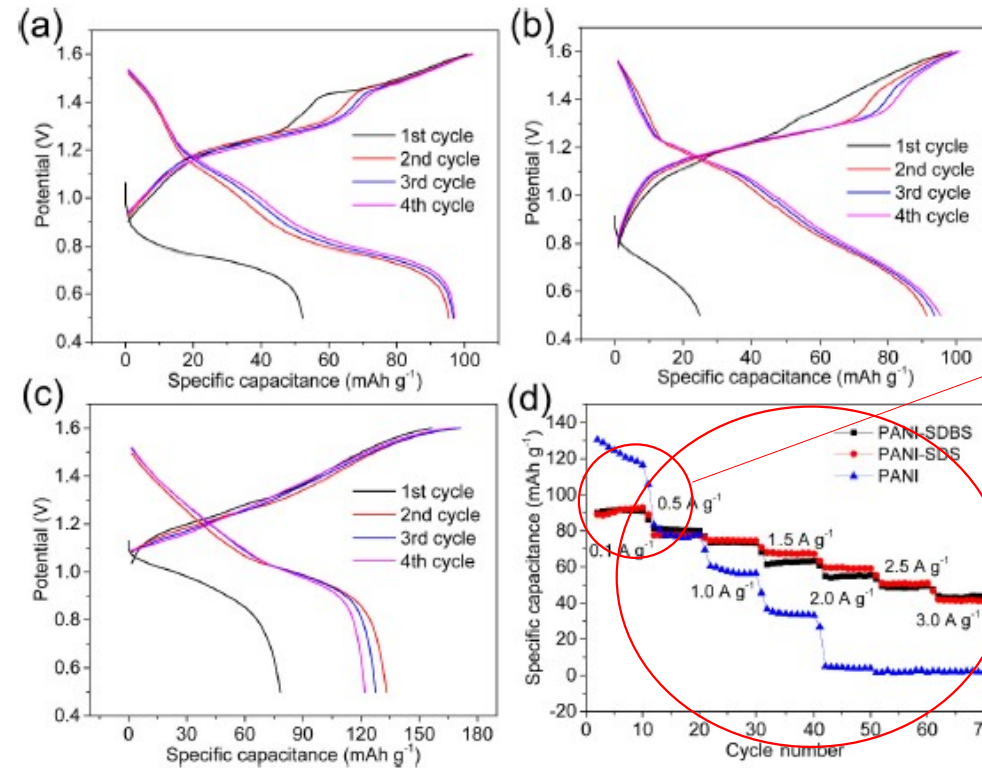 (a)
1.6
1.4
1.2
1.0
0.8
0.6
0.4
Potential (V)
1st cycle
2nd cycle
3rd cycle
4th cycle
0 20 40 60 80 100
Specific capacitance (mAh g⁻¹)
(b)
1.6
1.4
1.2
1.0
0.8
0.6
0.4
Potential (V)
1st cycle
2nd cycle
3rd cycle
4th cycle
0 20 40 60 80 100
Specific capacitance (mAh g⁻¹)
(c)
1.6
1.4
1.2
1.0
0.8
0.6
0.4
Potential (V)
1st cycle
2nd cycle
3rd cycle
4th cycle
0 30 60 90 120 150 180
Specific capacitance (mAh g⁻¹)
(d)
140
120
100
80
60
40
20
0
-20
Specific capacitance (mAh g⁻¹)
PANI-SDBS
PANI-SDS
PANI
0.1 A g⁻¹
0.5 A g⁻¹
1.0 A g⁻¹
1.5 A g⁻¹
2.0 A g⁻¹
2.5 A g⁻¹
3.0 A g⁻¹
0 10 20 30 40 50 60
Cycle number